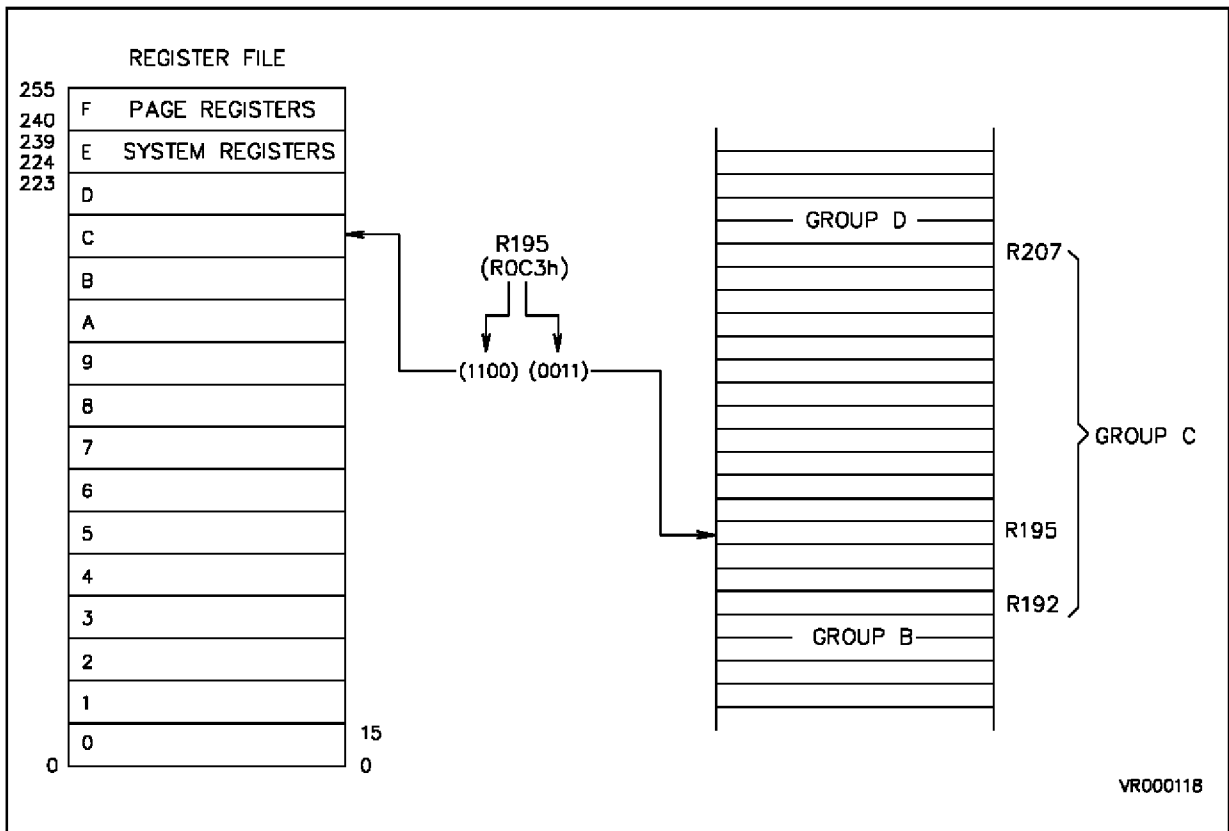 REGISTER FILE
255
240
239
224
223
F PAGE REGISTERS
E SYSTEM REGISTERS
D
C
B
A
9
8
7
6
5
4
3
2
1
0
15
0
0
R195
(R0C3h)
(1100) (0011)
GROUP D
R207
GROUP C
R195
R192
GROUP B
VR000118